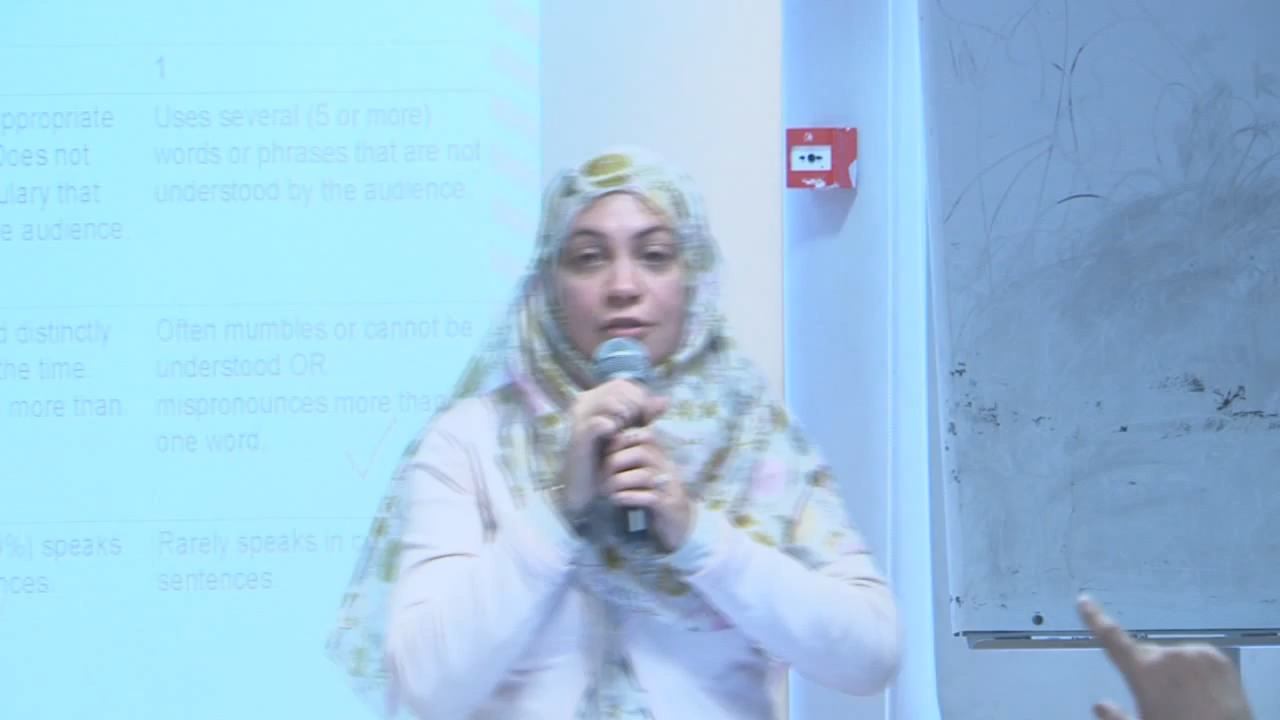 1
ppropriate
Does not
ulary that
e audience.
Uses several (5 or more)
words or phrases that are not
understood by the audience.
d distinctly
the time.
more than
Often mumbles or cannot be
understood OR
mispronounces more than
one word.
%) speaks
nces
Rarely speaks in
sentences